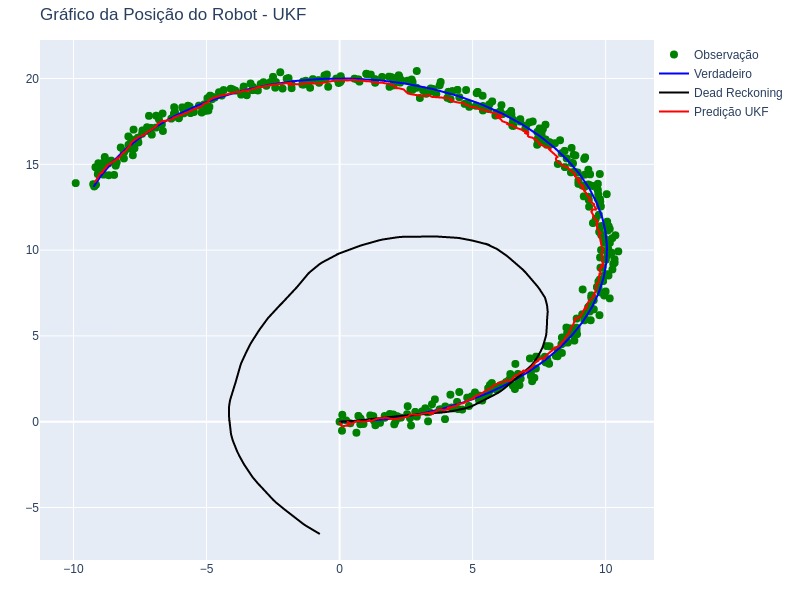 Gráfico da Posição do Robot - UKF
Observação
Verdadeiro
Dead Reckoning
Predição UKF
20
15
10
5
0
−5
−10
−5
0
5
10